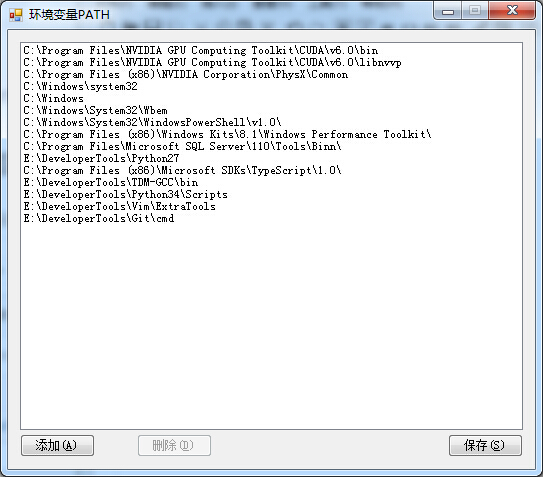 环境变量PATH
C:\Program Files\NVIDIA GPU Computing Toolkit\CUDA\v6.0\bin
C:\Program Files\NVIDIA GPU Computing Toolkit\CUDA\v6.0\libnvvp
C:\Program Files (x86)\NVIDIA Corporation\PhysX\Common
C:\Windows\system32
C:\Windows
C:\Windows\System32\Wbem
C:\Windows\System32\WindowsPowerShell\v1.0\
C:\Program Files (x86)\Windows Kits\8.1\Windows Performance Toolkit\
C:\Program Files\Microsoft SQL Server\110\Tools\Binn\
E:\DeveloperTools\Python27
C:\Program Files (x86)\Microsoft SDKs\TypeScript\1.0\
E:\DeveloperTools\TDM-GCC\bin
E:\DeveloperTools\Python34\Scripts
E:\DeveloperTools\Vim\ExtraTools
E:\DeveloperTools\Git\cmd
添加(A) 删除(D) 保存(S)